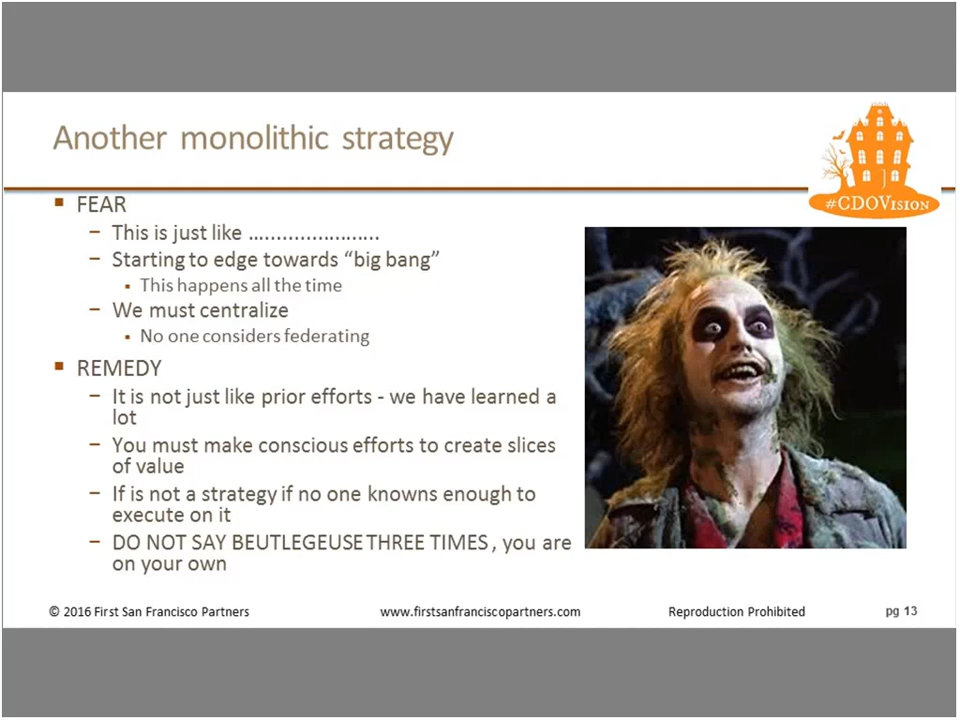 Another monolithic strategy
#CDOVISION
▪ FEAR
− This is just like ......................
− Starting to edge towards “big bang”
▪ This happens all the time
− We must centralize
▪ No one considers federating
▪ REMEDY
− It is not just like prior efforts - we have learned a
lot
− You must make conscious efforts to create slices
of value
− If is not a strategy if no one knowns enough to
execute on it
− DO NOT SAY BEUTLEGEUSE THREE TIMES , you are
on your own
© 2016 First San Francisco Partners www.firstsanfranciscopartners.com Reproduction Prohibited pg 13